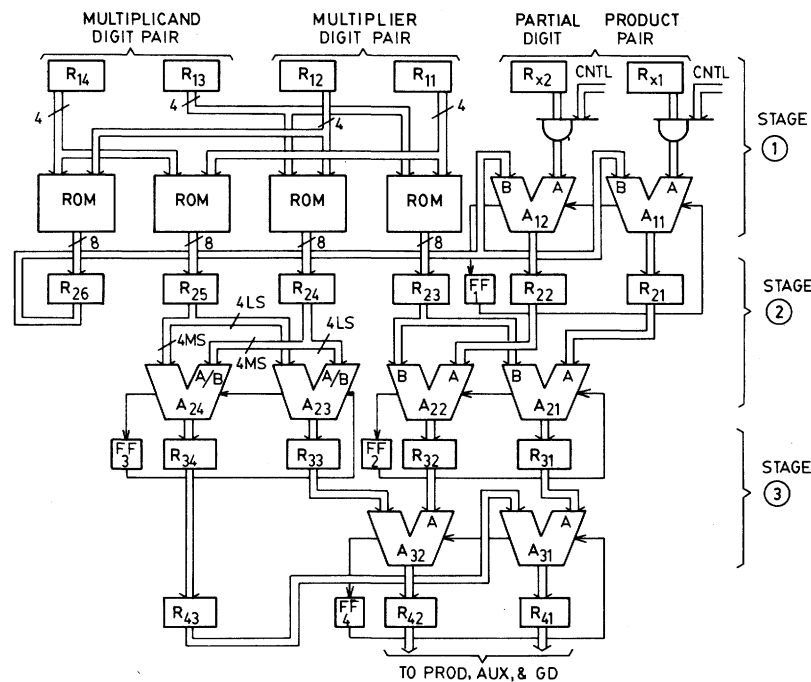 MULTIPLICAND
DIGIT PAIR
MULTIPLIER
DIGIT PAIR
PARTIAL PRODUCT
DIGIT PAIR
R14
R13
R12
R11
Rx2
CNTL
Rx1
CNTL
4
4
4
4
STAGE
1
ROM
ROM
ROM
ROM
B
A
A12
B
A
A11
8
8
8
8
R26
R25
R24
R23
FF
1
R22
R21
STAGE
2
4LS
4MS
4LS
4MS
A/B
A24
A/B
A23
B
A
A22
B
A
A21
FF
3
R34
R33
FF
2
R32
R31
STAGE
3
A
A32
A
A31
R43
FF
4
R42
R41
TO PROD, AUX, & GD